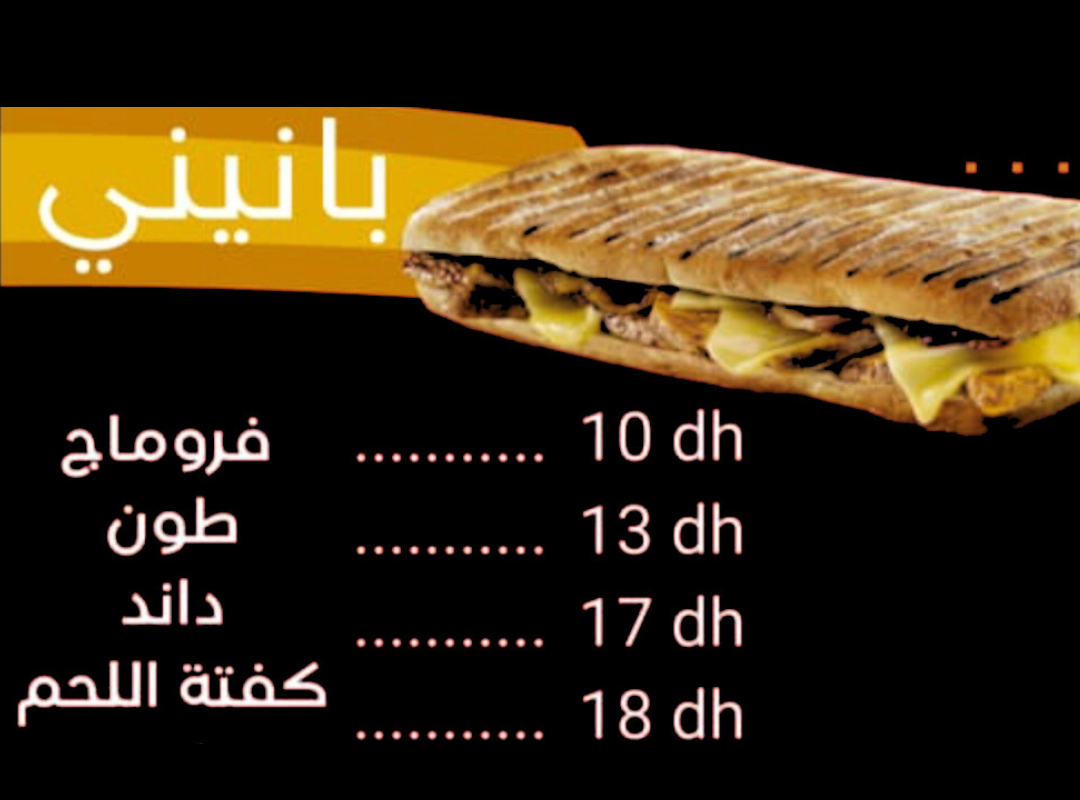 بانيني
فروماج ........... 10 dh
طون ........... 13 dh
داند ........... 17 dh
كفتة اللحم ........... 18 dh